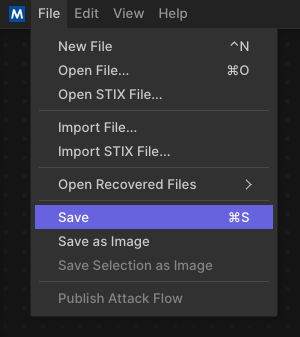 M File Edit View Help
New File ^N
Open File... ⌘O
Open STIX File...
Import File...
Import STIX File...
Open Recovered Files >
Save ⌘S
Save as Image
Save Selection as Image
Publish Attack Flow